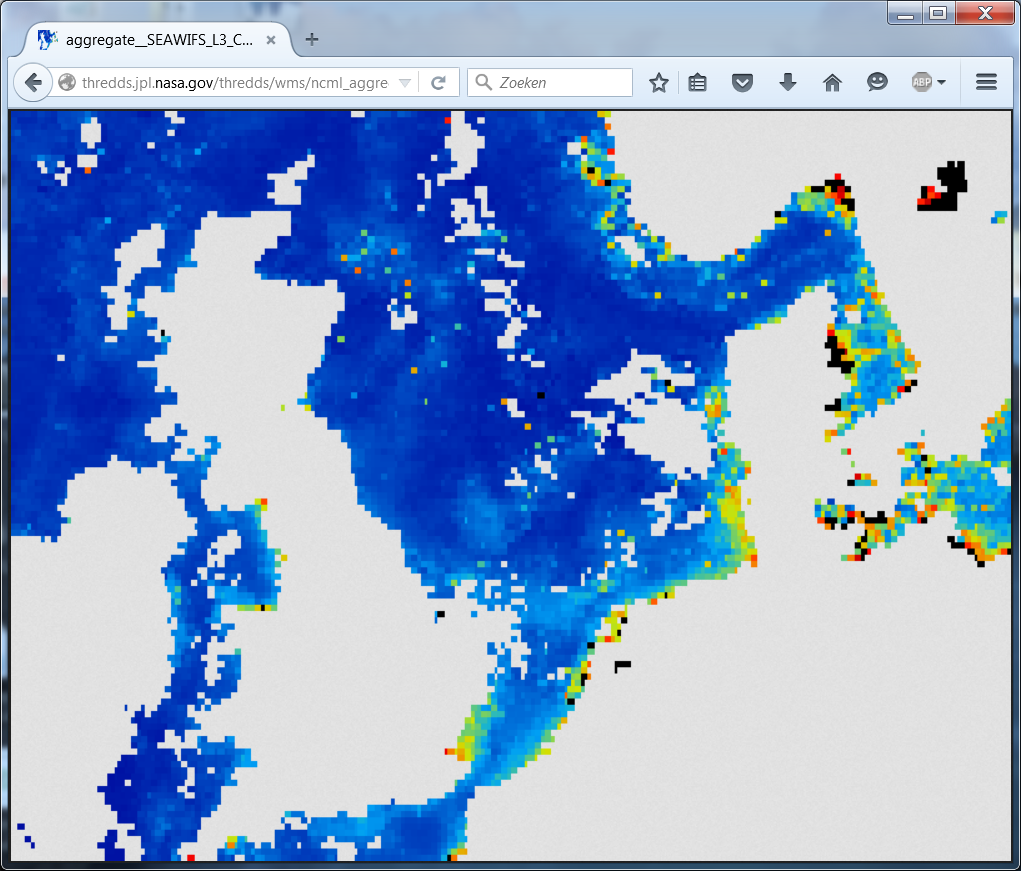 aggregate__SEAWIFS_L3_C...
thredds.jpl.nasa.gov/thredds/wms/ncml_aggre
Zoeken
ABP